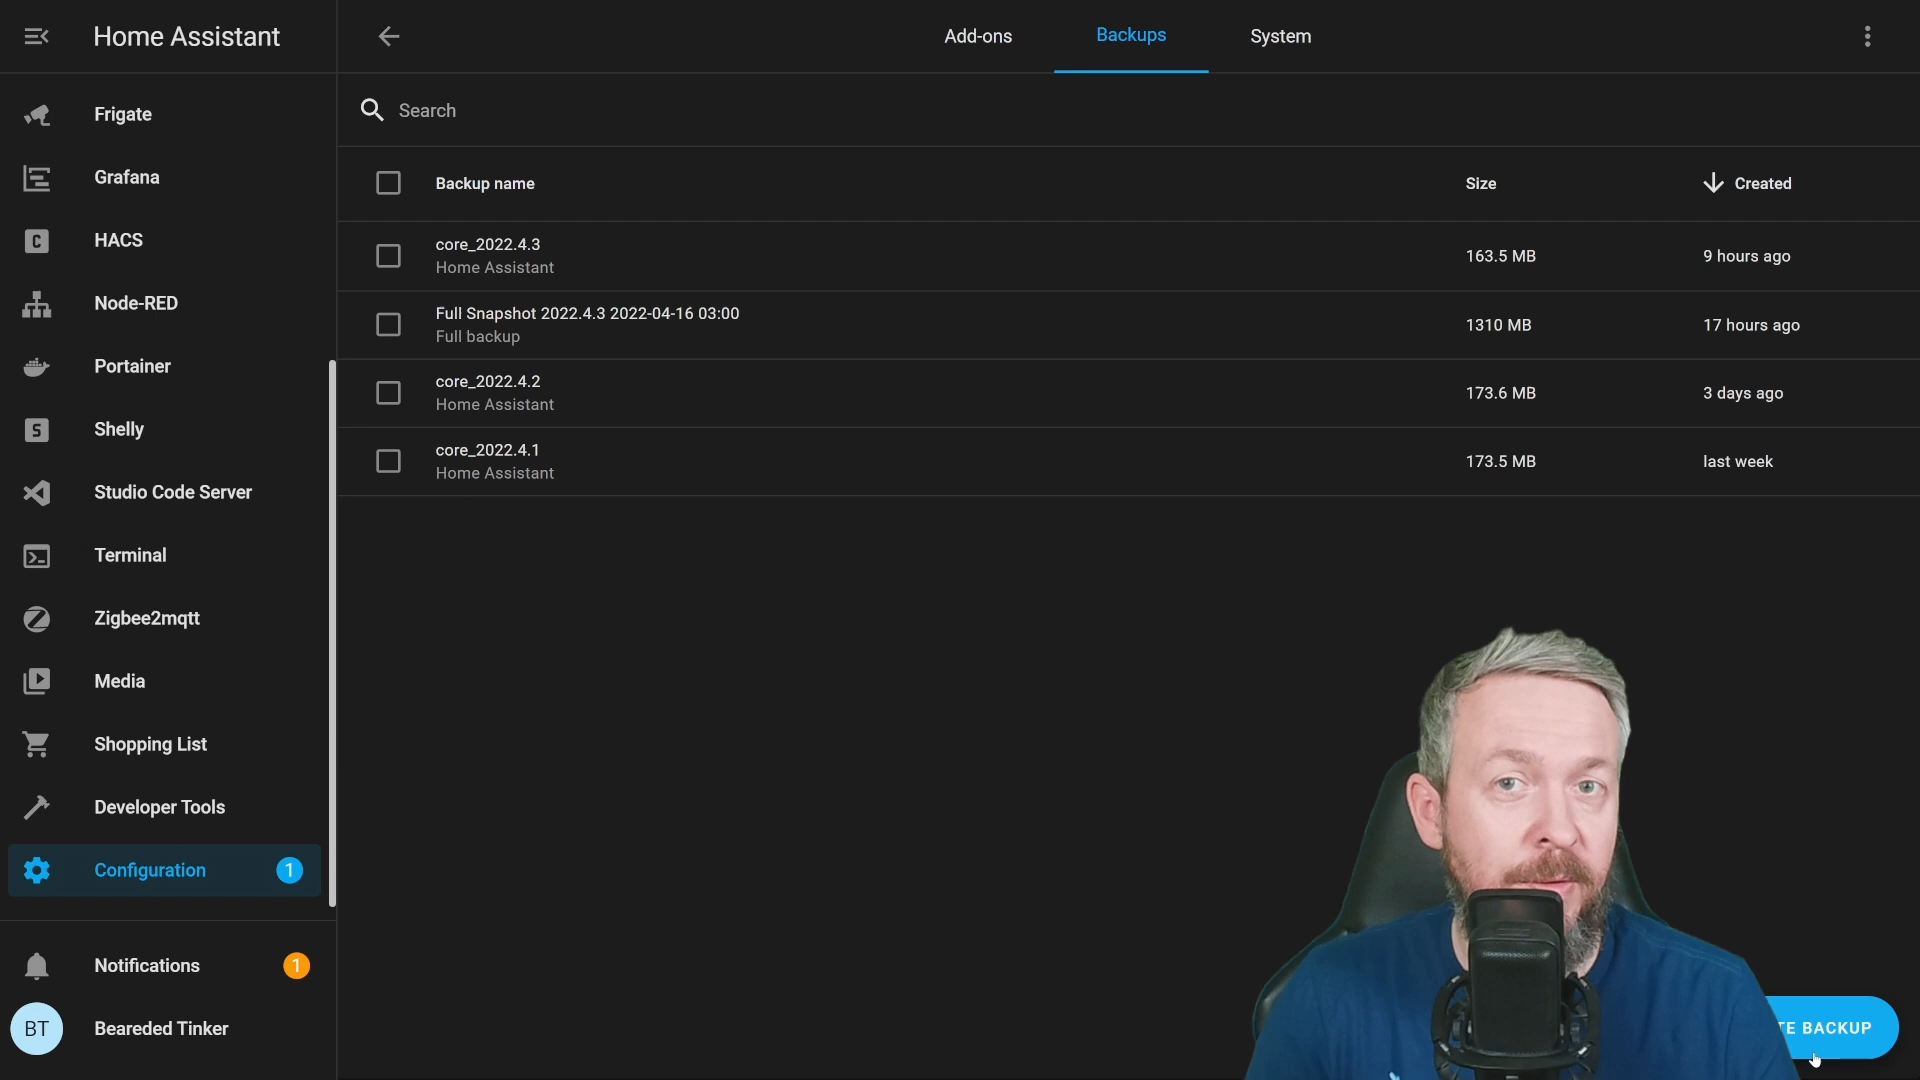 Home Assistant
Add-ons
Backups
System
Search
Frigate
Grafana
HACS
Node-RED
Portainer
Shelly
Studio Code Server
Terminal
Zigbee2mqtt
Media
Shopping List
Developer Tools
Configuration 1
Notifications 1
BT Beareded Tinker
Backup name Size Created
core_2022.4.3
Home Assistant
163.5 MB 9 hours ago
Full Snapshot 2022.4.3 2022-04-16 03:00
Full backup
1310 MB 17 hours ago
core_2022.4.2
Home Assistant
173.6 MB 3 days ago
core_2022.4.1
Home Assistant
173.5 MB last week
TE BACKUP